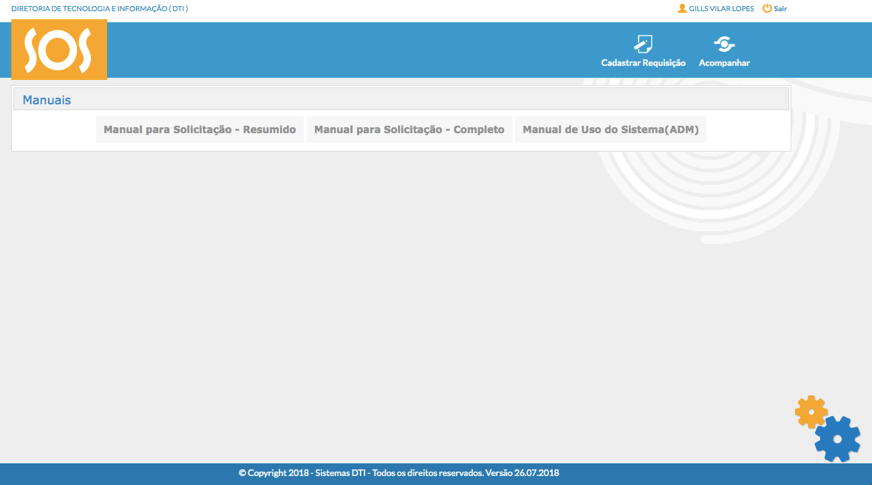 DIRETORIA DE TECNOLOGIA E INFORMAÇÃO ( DTI )
GILLS VILAR LOPES Sair
SOS
Cadastrar Requisição Acompanhar
Manuais
Manual para Solicitação - Resumido Manual para Solicitação - Completo Manual de Uso do Sistema(ADM)
© Copyright 2018 - Sistemas DTI - Todos os direitos reservados. Versão 26.07.2018